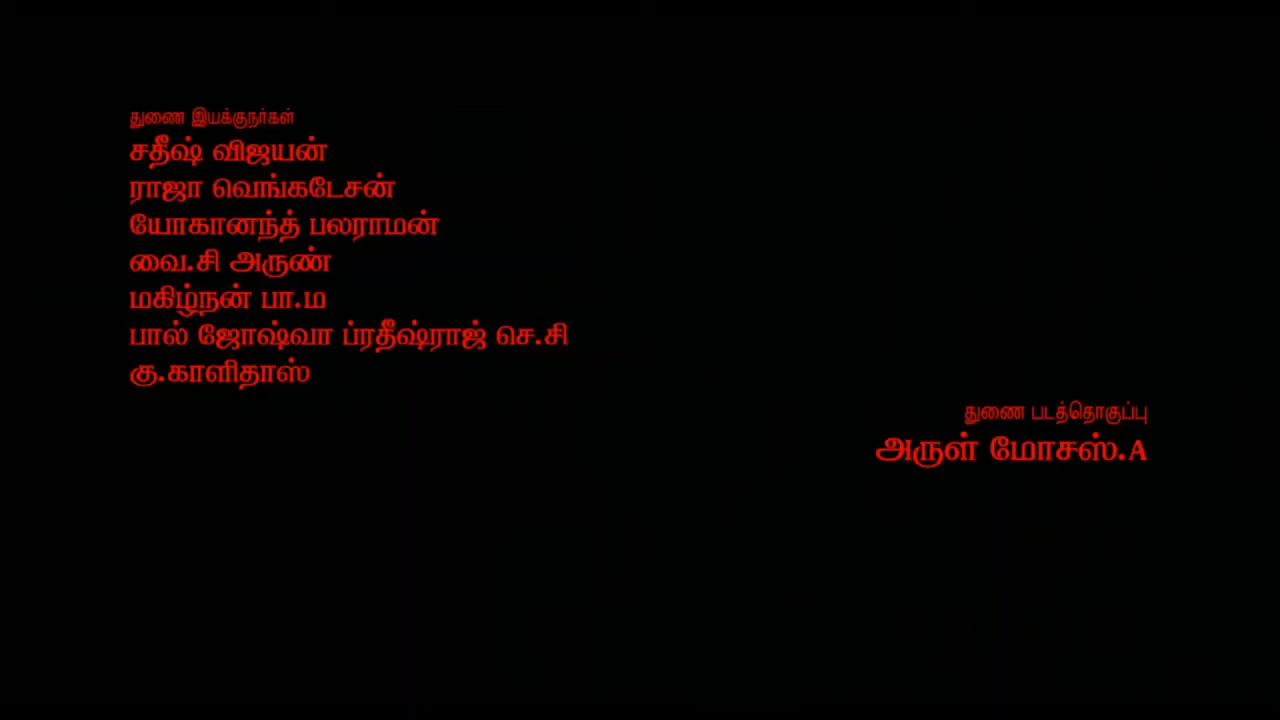 துணை இயக்குநர்கள்
சதீஷ் விஜயன்
ராஜா வெங்கடேசன்
யோகானந்த் பலராமன்
வை.சி அருண்
மகிழ்நன் பா.ம
பால் ஜோஷ்வா ப்ரதீஷ்ராஜ் செ.சி
கு.காளிதாஸ்
துணை படத்தொகுப்பு
அருள் மோசஸ்.A